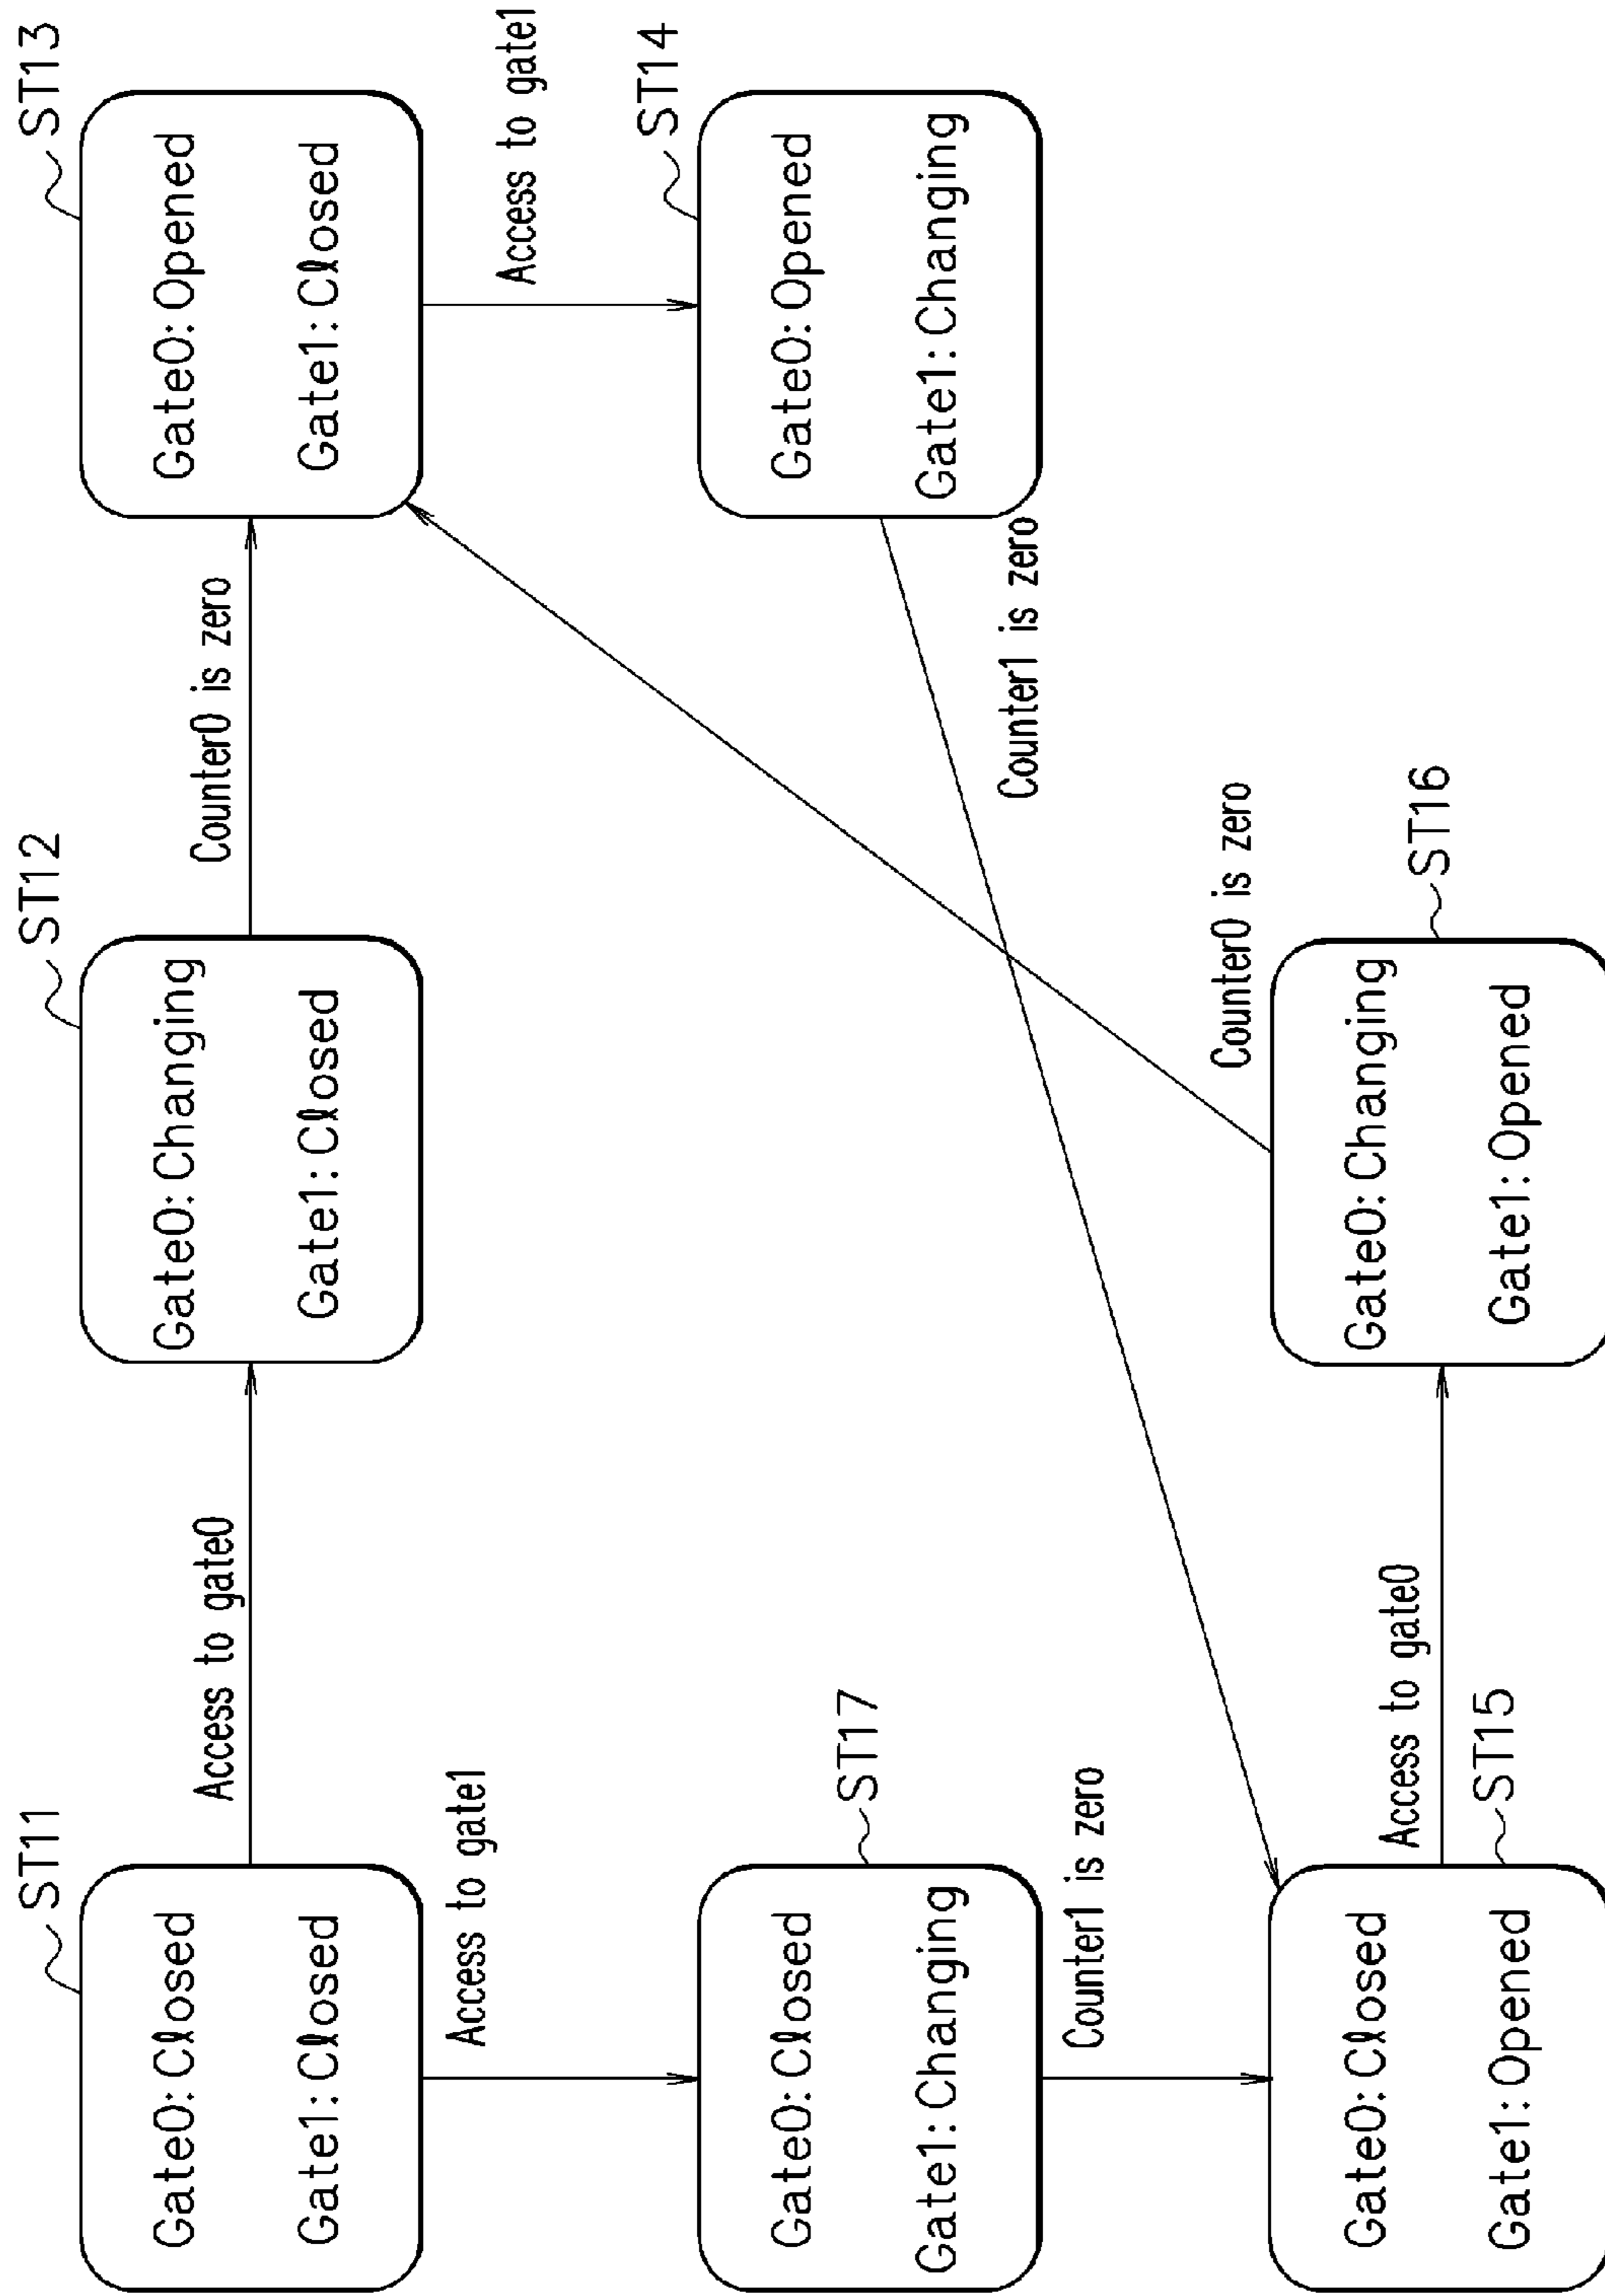 ST11
Gate0:Closed
Gate1:Closed
Access to gate0
ST12
Gate0:Changing
Gate1:Closed
Counter0 is zero
ST13
Gate0:Opened
Gate1:Closed
Access to gate1
Access to gate1
ST17
Gate0:Closed
Gate1:Changing
ST14
Gate0:Opened
Gate1:Changing
Counter1 is zero
Counter1 is zero
Counter0 is zero
Gate0:Closed
Gate1:Opened
ST15
Access to gate0
Gate0:Changing
Gate1:Opened
ST16